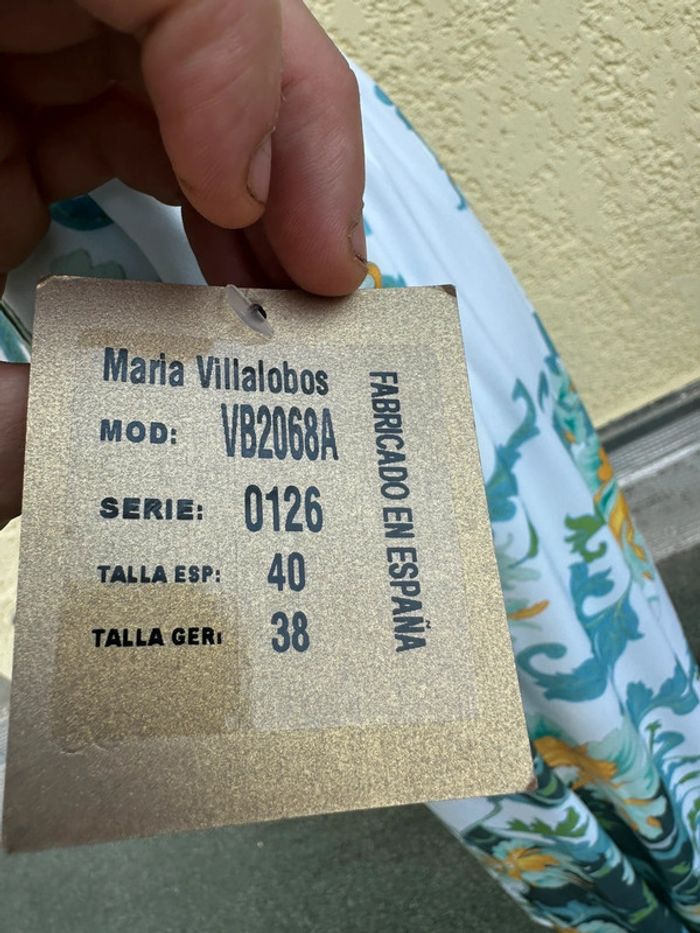 Maria Villalobos
MOD: VB2068A
SERIE: 0126
TALLA ESP: 40
TALLA GER: 38
FABRICADO EN ESPAÑA